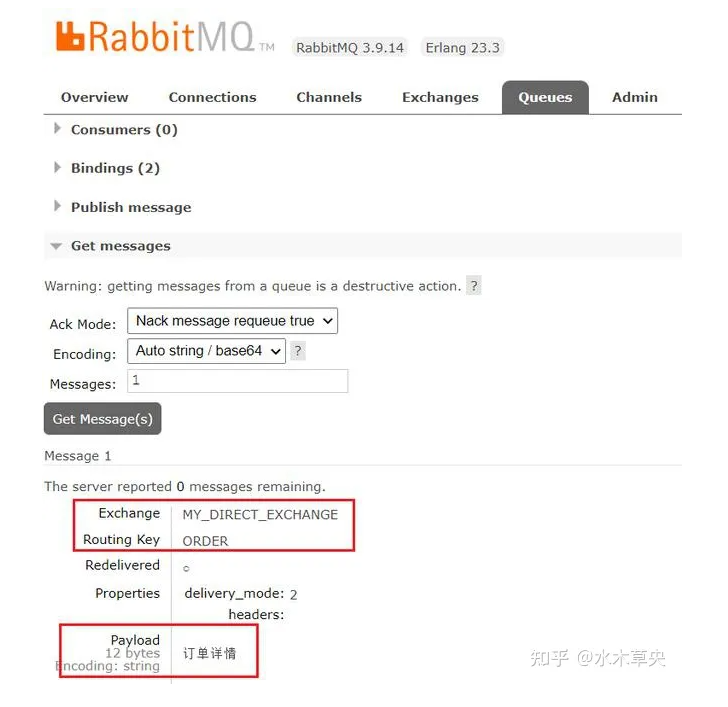 RabbitMQ TM RabbitMQ 3.9.14 Erlang 23.3
Overview Connections Channels Exchanges Queues Admin
Consumers (0)
Bindings (2)
Publish message
Get messages
Warning: getting messages from a queue is a destructive action. ?
Ack Mode: Nack message requeue true
Encoding: Auto string / base64 ?
Messages: 1
Get Message(s)
Message 1
The server reported 0 messages remaining.
Exchange MY_DIRECT_EXCHANGE
Routing Key ORDER
Redelivered ○
Properties delivery_mode: 2
headers:
Payload
12 bytes 订单详情
Encoding: string
知乎 @水木草央